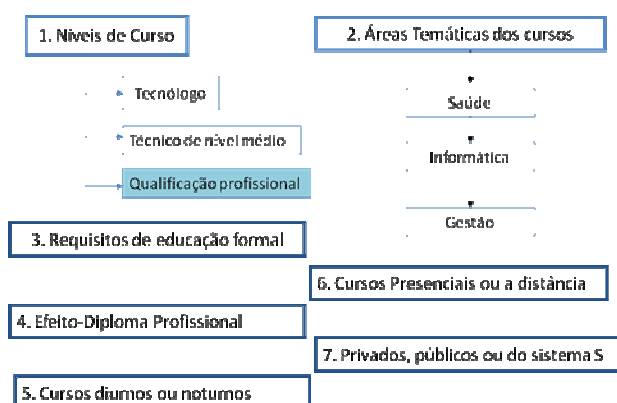 1. Níveis de Curso
2. Áreas Temáticas dos cursos
Tecnólogo
Técnico de nível médio
Qualificação profissional
Saúde
Informática
Gestão
3. Requisitos de educação formal
6. Cursos Presenciais ou a distância
4. Efeito-Diploma Profissional
7. Privados, públicos ou do sistema S
5. Cursos diurnos ou noturnos